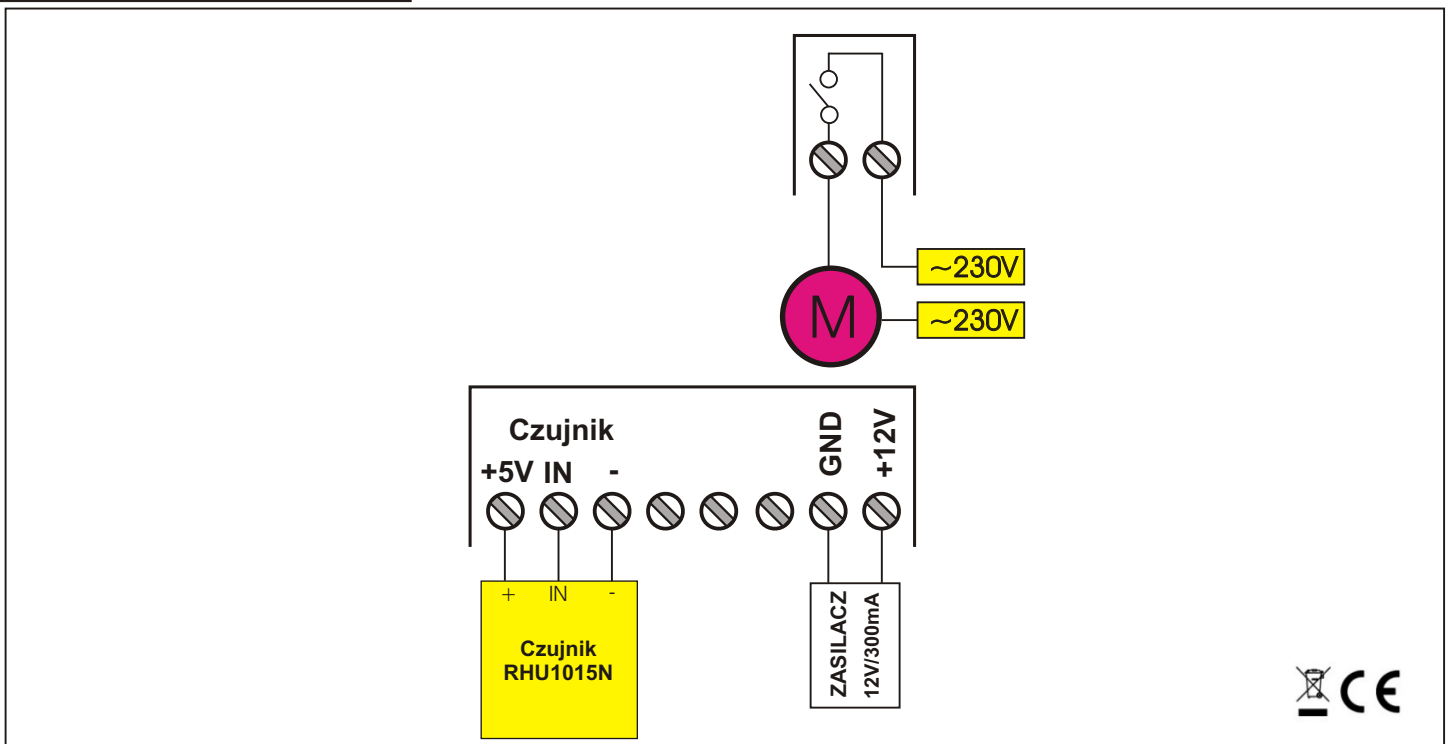 ~230V
M
~230V
Czujnik
+5V IN -
GND
+12V
+ IN -
Czujnik
RHU1015N
ZASILACZ
12V/300mA
CE